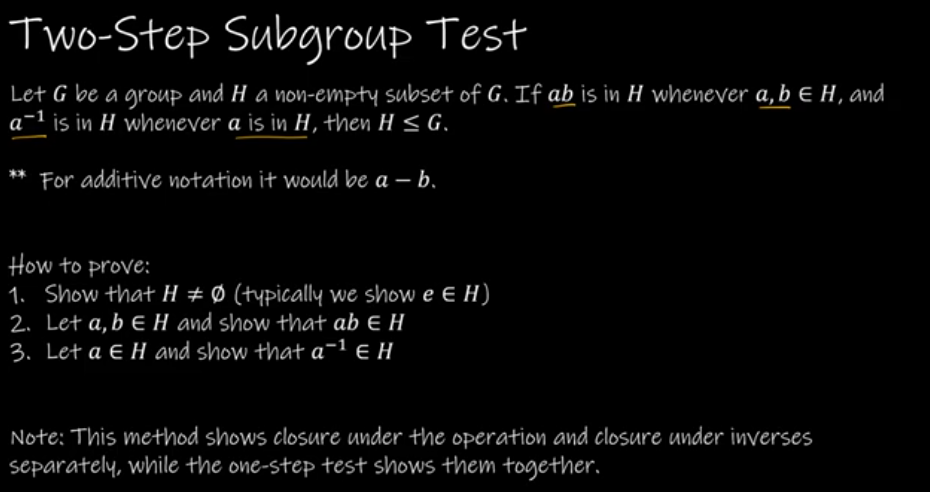 Two-Step Subgroup Test
Let G be a group and H a non-empty subset of G. If ab is in H whenever a, b ∈ H, and
a⁻¹ is in H whenever a is in H, then H ≤ G.
** For additive notation it would be a − b.
How to prove:
1. Show that H ≠ ∅ (typically we show e ∈ H)
2. Let a, b ∈ H and show that ab ∈ H
3. Let a ∈ H and show that a⁻¹ ∈ H
Note: This method shows closure under the operation and closure under inverses
separately, while the one-step test shows them together.